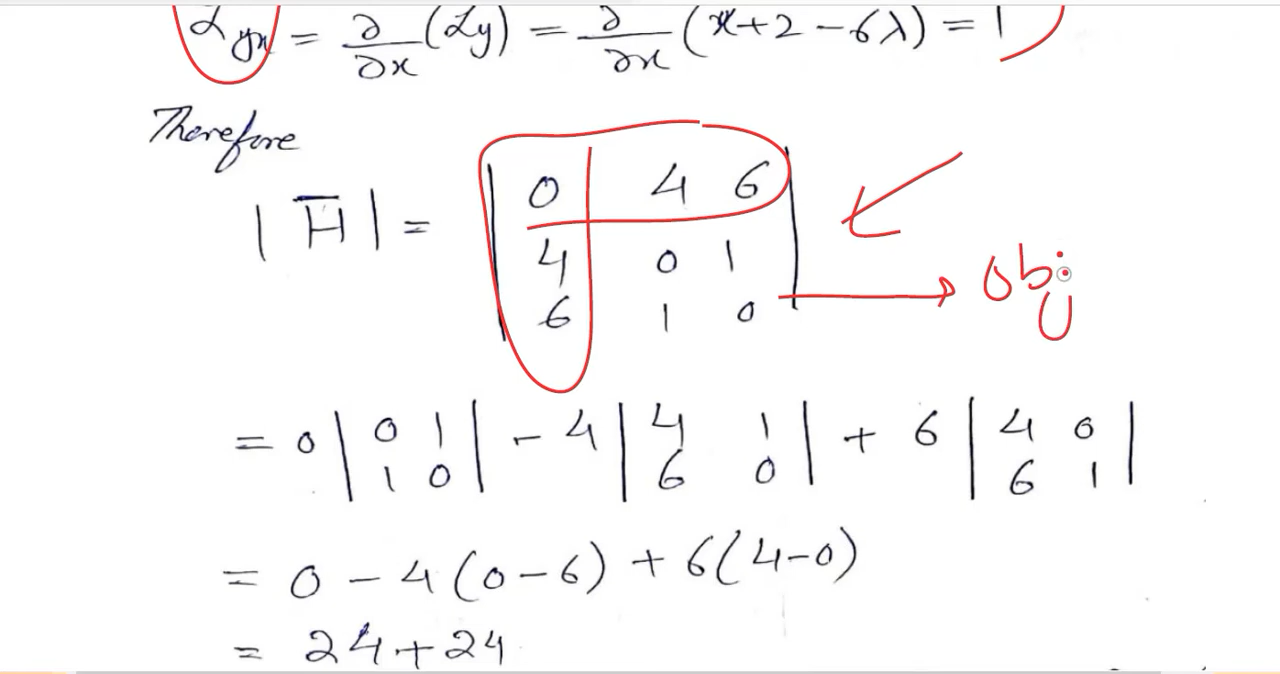 ℒyx = ∂/∂x (ℒy) = ∂/∂x (x+2-6λ) = 1
Therefore
|H̅| = | 0 4 6 |
| 4 0 1 |
| 6 1 0 |
→ Obj
= 0 | 0 1 | - 4 | 4 1 | + 6 | 4 0 |
| 1 0 | | 6 0 | | 6 1 |
= 0 - 4(0-6) + 6(4-0)
= 24+24